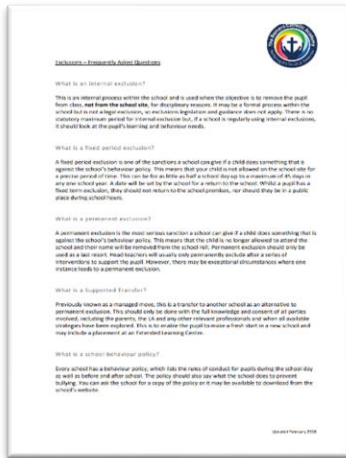 Exclusions – Frequently Asked Questions
What is an internal exclusion?
This is an internal process within the school and is used when the objective is to remove the pupil
from class, not from the school site, for disciplinary reasons. It may be a formal process within the
school but is not a legal exclusion, so exclusions legislation and guidance does not apply. There is no
statutory maximum period for internal exclusion but, if a school is regularly using internal exclusions,
it should look at the pupil's learning and behaviour needs.
What is a fixed period exclusion?
A fixed period exclusion is one of the sanctions a school can give if a child does something that is
against the school's behaviour policy. This means that your child is not allowed on the school site for
a precise period of time. This can be for as little as half a school day up to a maximum of 45 days in
any one school year. A date will be set by the school for a return to the school. Whilst a pupil has a
fixed term exclusion, they should not return to the school premises, nor should they be in a public
place during school hours.
What is a permanent exclusion?
A permanent exclusion is the most serious sanction a school can give if a child does something that is
against the school's behaviour policy. This means that the child is no longer allowed to attend the
school and their name will be removed from the school roll. Permanent exclusion should only be
used as a last resort. Head teachers will usually only permanently exclude after a series of
interventions to support the pupil. However, there may be exceptional circumstances where one
instance leads to a permanent exclusion.
What is a Supported Transfer?
Previously known as a managed move, this is a transfer to another school as an alternative to
permanent exclusion. This should only be done with the full knowledge and consent of all parties
involved, including the parents, the LA and any other relevant professionals and when all available
strategies have been explored. This is to enable the pupil to make a fresh start in a new school and
may include a placement at an Extended Learning Centre.
What is a school behaviour policy?
Every school has a behaviour policy, which lists the rules of conduct for pupils during the school day
as well as before and after school. The policy should also say what the school does to prevent
bullying. You can ask the school for a copy of the policy or it may be available to download from the
school's website.
Updated February 2018